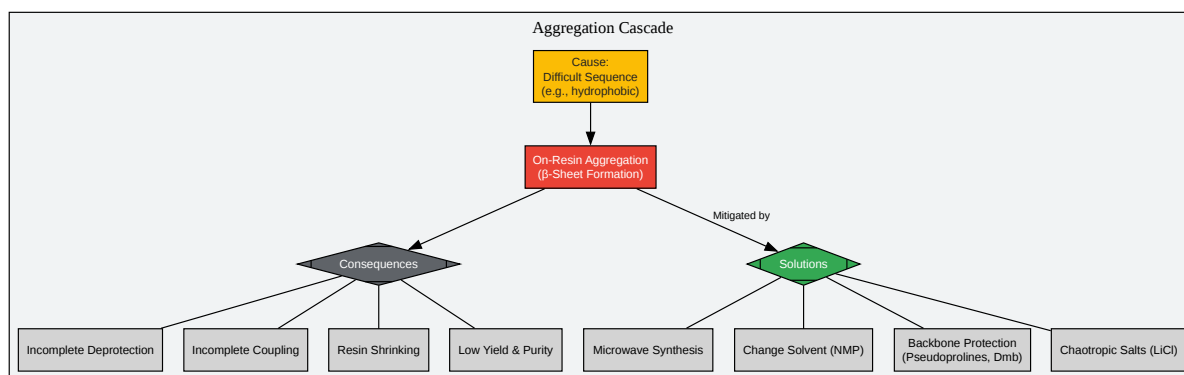 Aggregation Cascade
Cause:
Difficult Sequence
(e.g., hydrophobic)
On-Resin Aggregation
(β-Sheet Formation)
Mitigated by
Consequences
Solutions
Incomplete Deprotection
Incomplete Coupling
Resin Shrinking
Low Yield & Purity
Microwave Synthesis
Change Solvent (NMP)
Backbone Protection
(Pseudoprolines, Dmb)
Chaotropic Salts (LiCl)